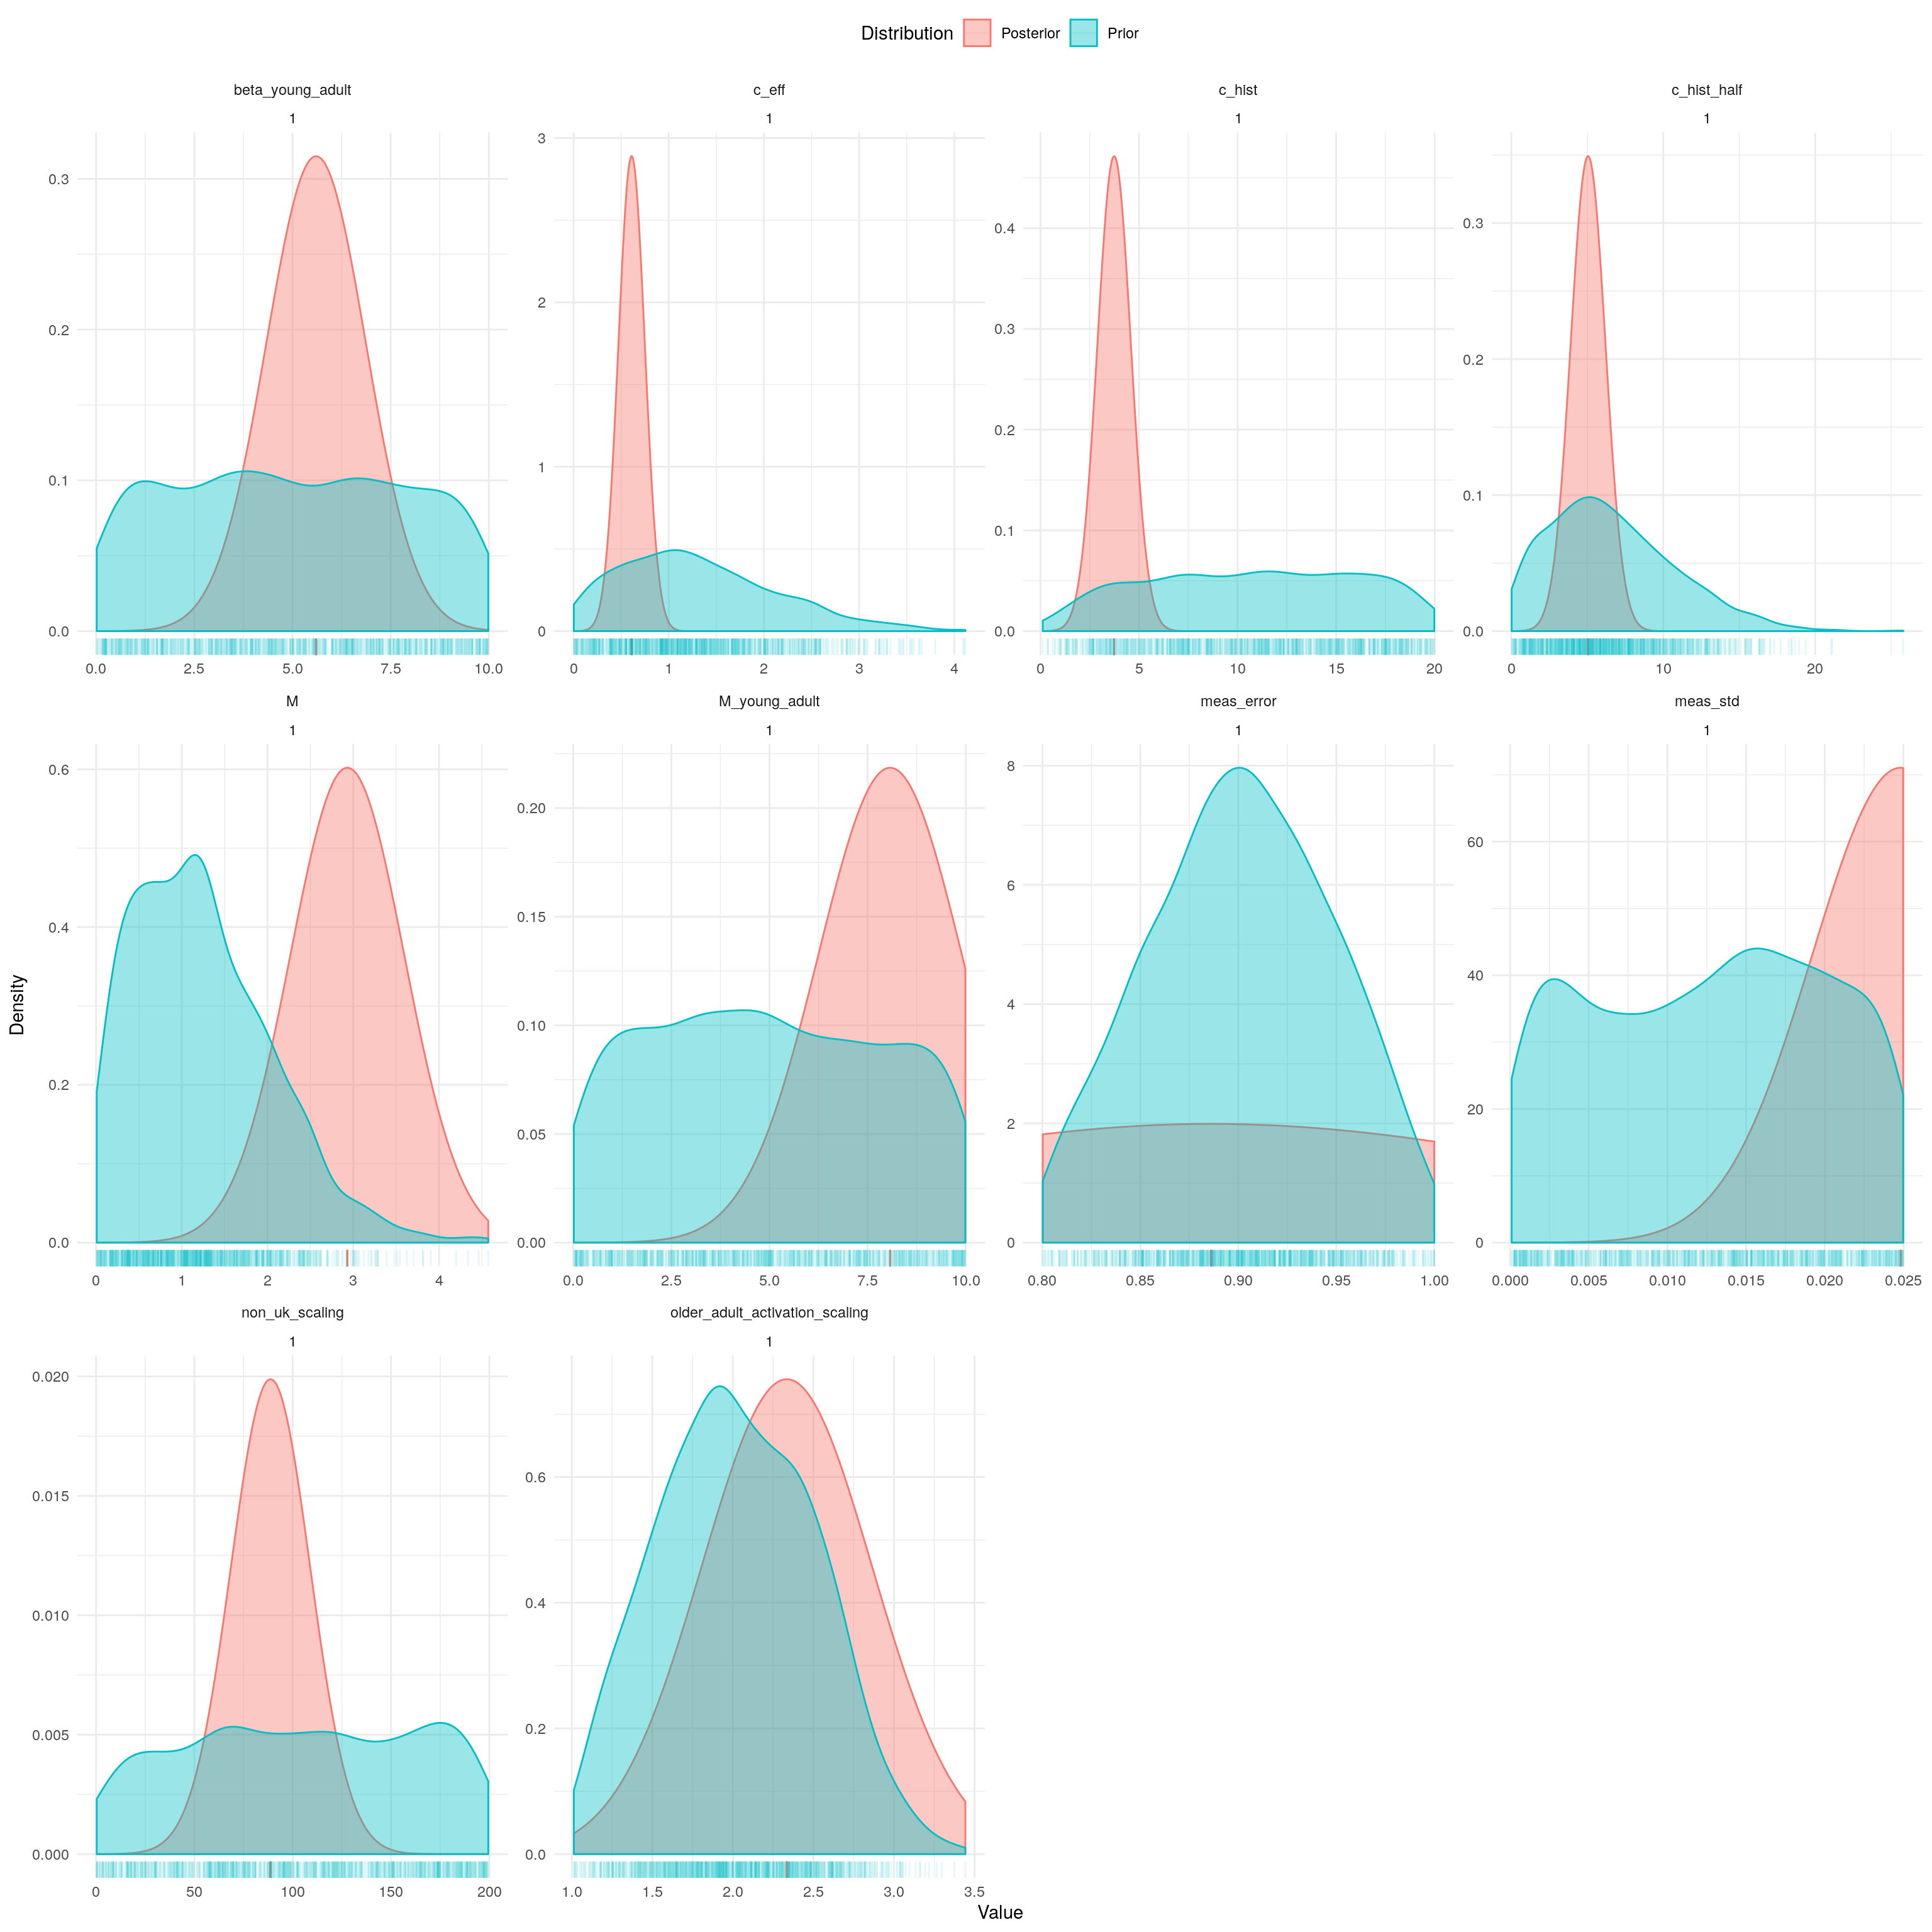 Distribution Posterior Prior
beta_young_adult c_eff c_hist c_hist_half
1 1 1 1
0.3 3 0.4 0.3
0.2 2 0.3 0.2
0.1 1 0.2 0.1
0.0 0 0.1 0.0
0.0
0.0 2.5 5.0 7.5 10.0 0 1 2 3 4 0 5 10 15 20 0 10 20
M M_young_adult meas_error meas_std
1 1 1 1
0.6 0.20 8 60
0.4 0.15 6 40
0.2 0.10 4 20
0.0 0.05 2 0
0.00 0
0 1 2 3 4 0.0 2.5 5.0 7.5 10.0 0.80 0.85 0.90 0.95 1.00 0.000 0.005 0.010 0.015 0.020 0.025
Density
non_uk_scaling older_adult_activation_scaling
1 1
0.020 0.6
0.015 0.4
0.010 0.2
0.005 0.0
0.000
0 50 100 150 200 1.0 1.5 2.0 2.5 3.0 3.5
Value